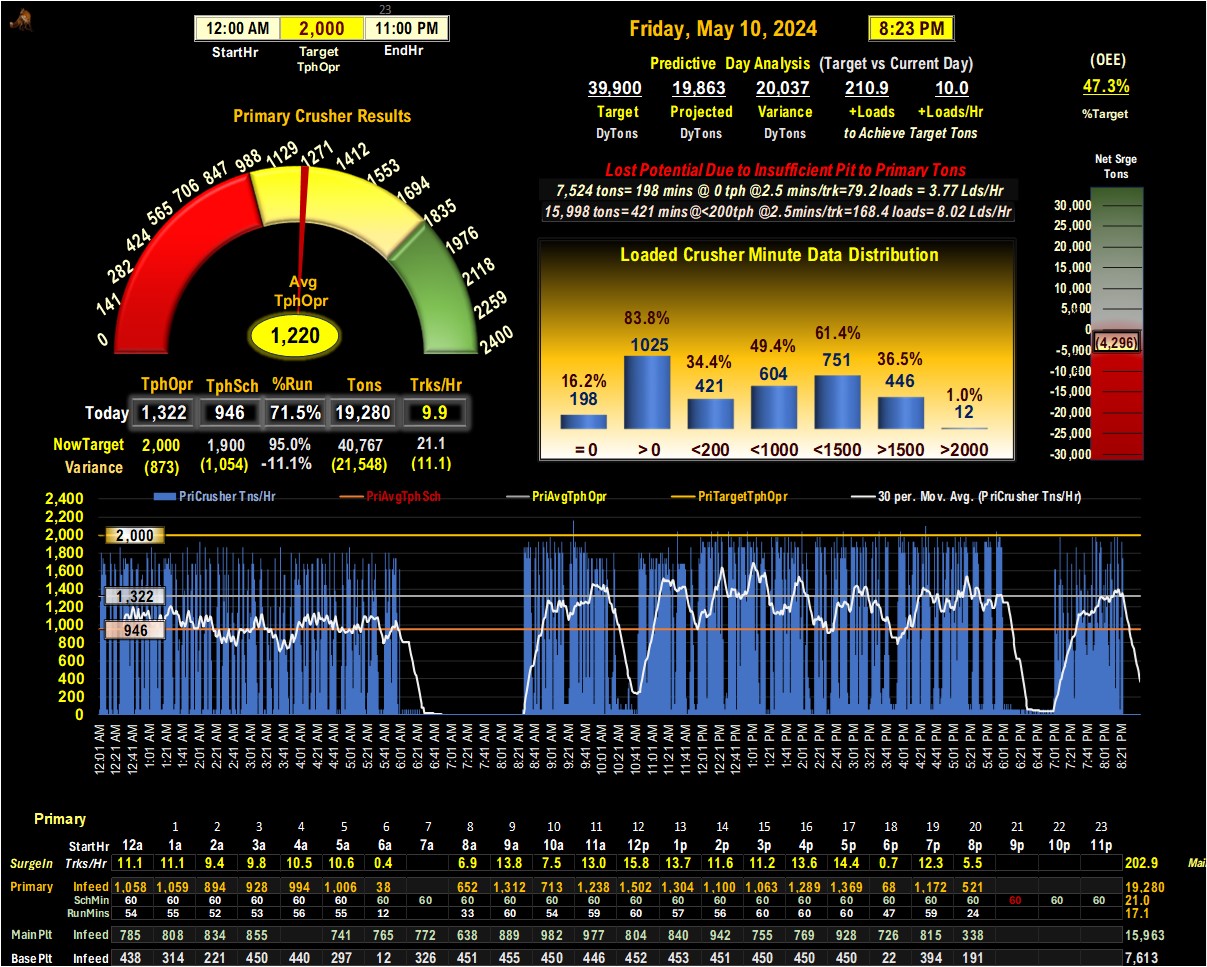 23
12:00 AM 2,000 11:00 PM
StartHr Target TphOpr EndHr
Friday, May 10, 2024 8:23 PM
Predictive Day Analysis (Target vs Current Day)
39,900 19,863 20,037 210.9 10.0
Target Projected Variance +Loads +Loads/Hr
DyTons DyTons DyTons to Achieve Target Tons
(OEE)
47.3%
%Target
Primary Crusher Results
0 141 282 424 565 706 847 988 1129 1271 1412 1553 1694 1835 1976 2118 2259 2400
Avg
TphOpr
1,220
Lost Potential Due to Insufficient Pit to Primary Tons
7,524 tons= 198 mins @ 0 tph @2.5 mins/trk=79.2 loads = 3.77 Lds/Hr
15,998 tons= 421 mins@<200tph @2.5mins/trk=168.4 loads= 8.02 Lds/Hr
Net Srge
Tons
30,000
25,000
20,000
15,000
10,000
5,000
0
(4,296)
-5,000
-10,000
-15,000
-20,000
-25,000
-30,000
Loaded Crusher Minute Data Distribution
16.2% 83.8% 34.4% 49.4% 61.4% 36.5% 1.0%
198 1025 421 604 751 446 12
=0 >0 <200 <1000 <1500 >1500 >2000
TphOpr TphSch %Run Tons Trks/Hr
Today 1,322 946 71.5% 19,280 9.9
NowTarget 2,000 1,900 95.0% 40,767 21.1
Variance (873) (1,054) -11.1% (21,548) (11.1)
PriCrusher Tns/Hr PriAvgTphSch PriAvgTphOpr PriTargetTphOpr 30 per. Mov. Avg. (PriCrusher Tns/Hr)
2,400
2,200
2,000 2,000
1,800
1,600
1,400
1,322
1,200
1,000
946
800
600
400
200
0
12:01 AM 12:21 AM 12:41 AM 1:01 AM 1:21 AM 1:41 AM 2:01 AM 2:21 AM 2:41 AM 3:01 AM 3:21 AM 3:41 AM 4:01 AM 4:21 AM 4:41 AM 5:01 AM 5:21 AM 5:41 AM 6:01 AM 6:21 AM 6:41 AM 7:01 AM 7:21 AM 7:41 AM 8:01 AM 8:21 AM 8:41 AM 9:01 AM 9:21 AM 9:41 AM 10:01 AM 10:21 AM 10:41 AM 11:01 AM 11:21 AM 11:41 AM 12:01 PM 12:21 PM 12:41 PM 1:01 PM 1:21 PM 1:41 PM 2:01 PM 2:21 PM 2:41 PM 3:01 PM 3:21 PM 3:41 PM 4:01 PM 4:21 PM 4:41 PM 5:01 PM 5:21 PM 5:41 PM 6:01 PM 6:21 PM 6:41 PM 7:01 PM 7:21 PM 7:41 PM 8:01 PM 8:21 PM
Primary
1 2 3 4 5 6 7 8 9 10 11 12 13 14 15 16 17 18 19 20 21 22 23
StartHr 12a 1a 2a 3a 4a 5a 6a 7a 8a 9a 10a 11a 12p 1p 2p 3p 4p 5p 6p 7p 8p 9p 10p 11p
SurgeIn Trks/Hr 11.1 11.1 9.4 9.8 10.5 10.6 0.4 6.9 13.8 7.5 13.0 15.8 13.7 11.6 11.2 13.6 14.4 0.7 12.3 5.5 202.9
Primary Infeed 1,058 1,059 894 928 994 1,006 38 652 1,312 713 1,238 1,502 1,304 1,100 1,063 1,289 1,369 68 1,172 521 19,280
SchMin 60 60 60 60 60 60 60 60 60 60 60 60 60 60 60 60 60 60 60 60 60 60 60 60 21.0
RunMins 54 55 52 53 56 55 12 33 60 54 59 60 57 56 60 60 60 47 59 24 17.1
MainPlt Infeed 785 808 834 855 741 765 772 638 889 982 977 804 840 942 755 769 928 726 815 338 15,963
BasePlt Infeed 438 314 221 450 440 297 12 326 451 455 450 446 452 453 451 450 450 450 22 394 191 7,613